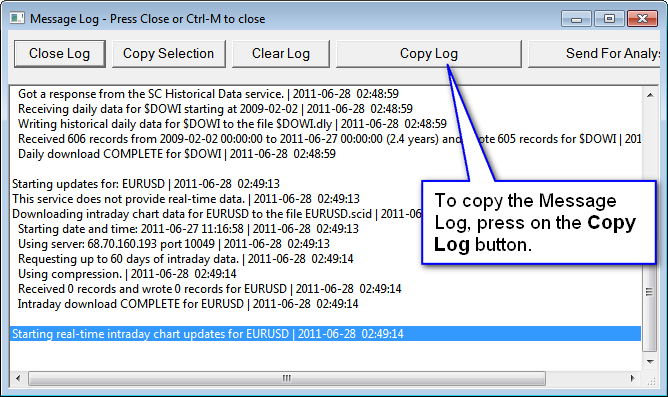 Message Log - Press Close or Ctrl-M to close
Close Log
Copy Selection
Clear Log
Copy Log
Send For Analys
Got a response from the SC Historical Data service. | 2011-06-28 02:48:59
Receiving daily data for $DOWI starting at 2009-02-02 | 2011-06-28 02:48:59
Writing historical daily data for $DOWI to the file $DOWI.dly | 2011-06-28 02:48:59
Received 606 records from 2009-02-02 00:00:00 to 2011-06-27 00:00:00 (2.4 years) and wrote 605 records for $DOWI | 2011
Daily download COMPLETE for $DOWI | 2011-06-28 02:48:59
Starting updates for: EURUSD | 2011-06-28 02:49:13
This service does not provide real-time data. | 2011-06-28 02:49:13
Downloading intraday chart data for EURUSD to the file EURUSD.scid | 2011-06
Starting date and time: 2011-06-27 11:16:58 | 2011-06-28 02:49:13
Using server: 68.70.160.193 port 10049 | 2011-06-28 02:49:13
Requesting up to 60 days of intraday data. | 2011-06-28 02:49:14
Using compression. | 2011-06-28 02:49:14
Received 0 records and wrote 0 records for EURUSD | 2011-06-28 02:49:14
Intraday download COMPLETE for EURUSD | 2011-06-28 02:49:14
Starting real-time intraday chart updates for EURUSD | 2011-06-28 02:49:14
To copy the Message
Log, press on the Copy
Log button.